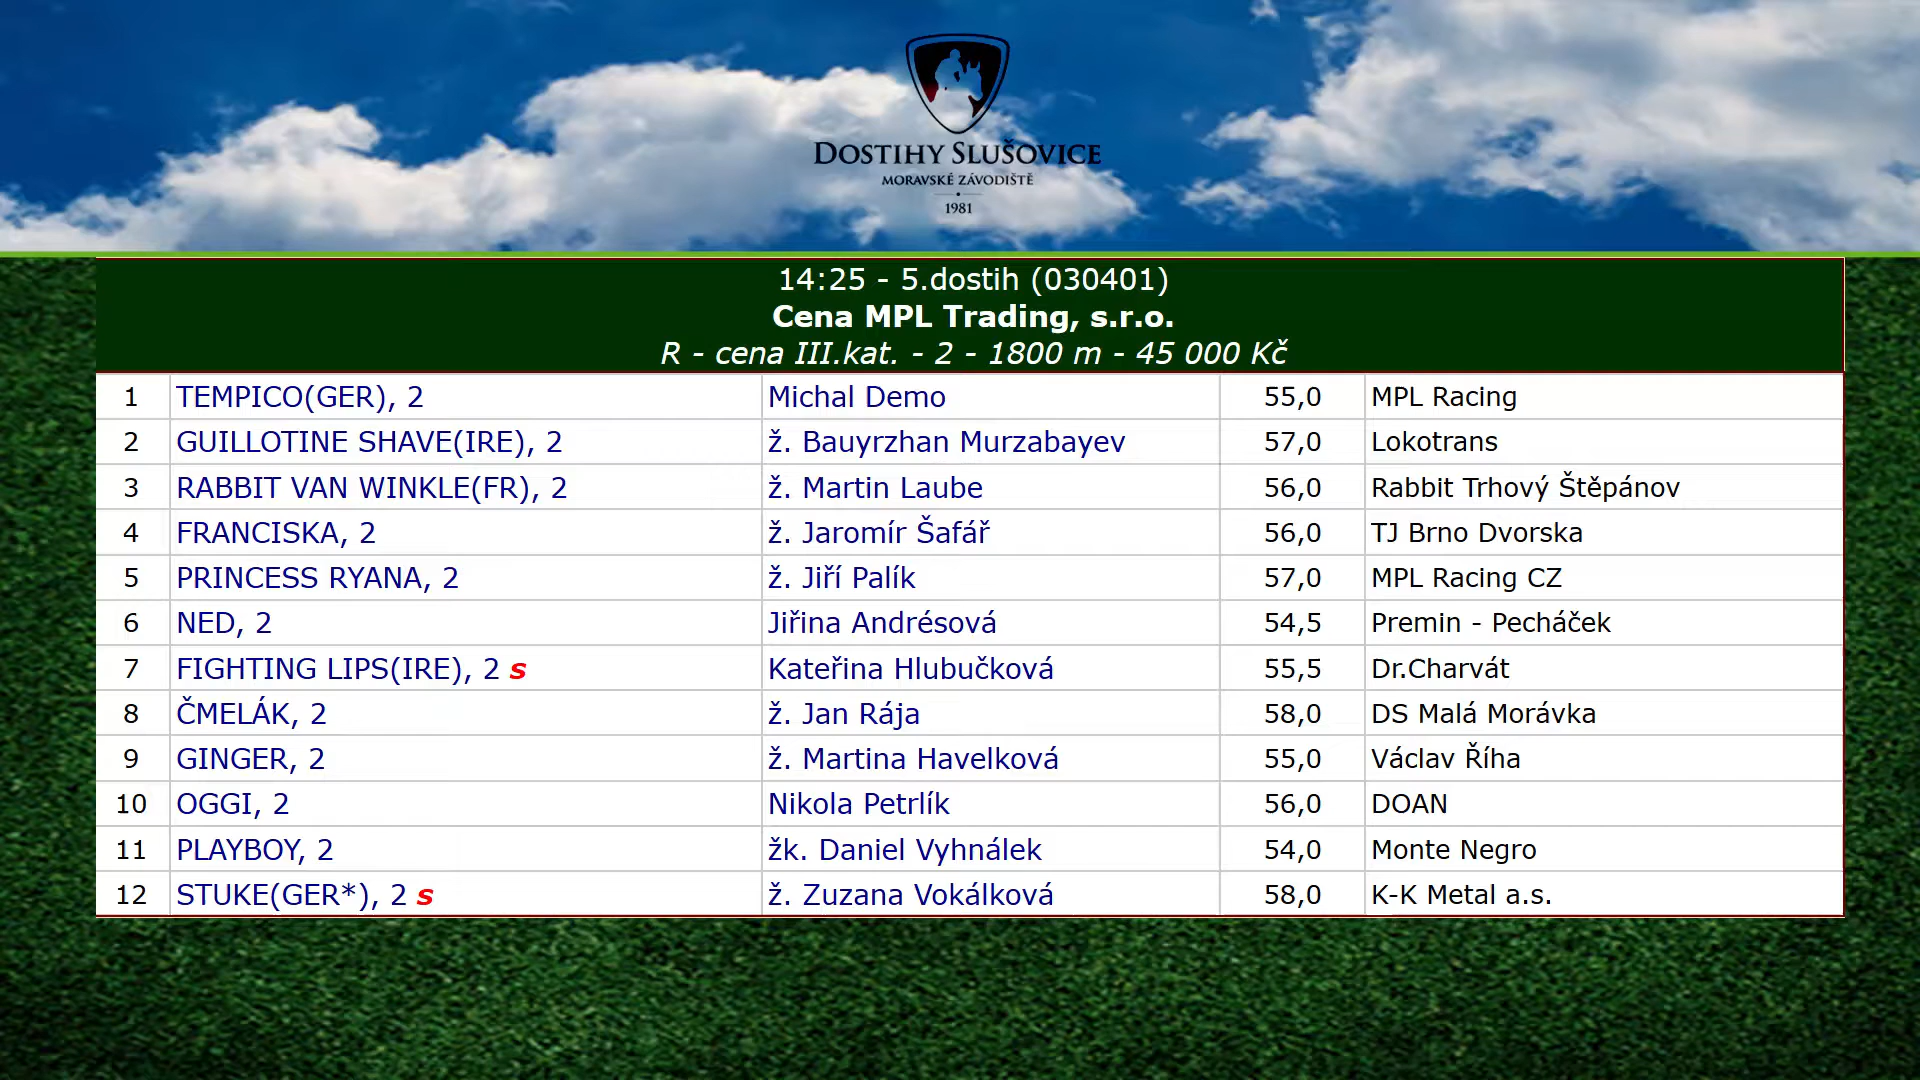 DOSTIHY SLUŠOVICE
MORAVSKÉ ZÁVODIŠTĚ
1981
14:25 - 5.dostih (030401)
Cena MPL Trading, s.r.o.
R - cena III.kat. - 2 - 1800 m - 45 000 Kč
1 TEMPICO(GER), 2 Michal Demo 55,0 MPL Racing
2 GUILLOTINE SHAVE(IRE), 2 ž. Bauyrzhan Murzabayev 57,0 Lokotrans
3 RABBIT VAN WINKLE(FR), 2 ž. Martin Laube 56,0 Rabbit Trhový Štěpánov
4 FRANCISKA, 2 ž. Jaromír Šafář 56,0 TJ Brno Dvorska
5 PRINCESS RYANA, 2 ž. Jiří Palík 57,0 MPL Racing CZ
6 NED, 2 Jiřina Andrésová 54,5 Premin - Pecháček
7 FIGHTING LIPS(IRE), 2 s Kateřina Hlubučková 55,5 Dr.Charvát
8 ČMELÁK, 2 ž. Jan Rája 58,0 DS Malá Morávka
9 GINGER, 2 ž. Martina Havelková 55,0 Václav Říha
10 OGGI, 2 Nikola Petrlík 56,0 DOAN
11 PLAYBOY, 2 žk. Daniel Vyhnálek 54,0 Monte Negro
12 STUKE(GER*), 2 s ž. Zuzana Vokálková 58,0 K-K Metal a.s.